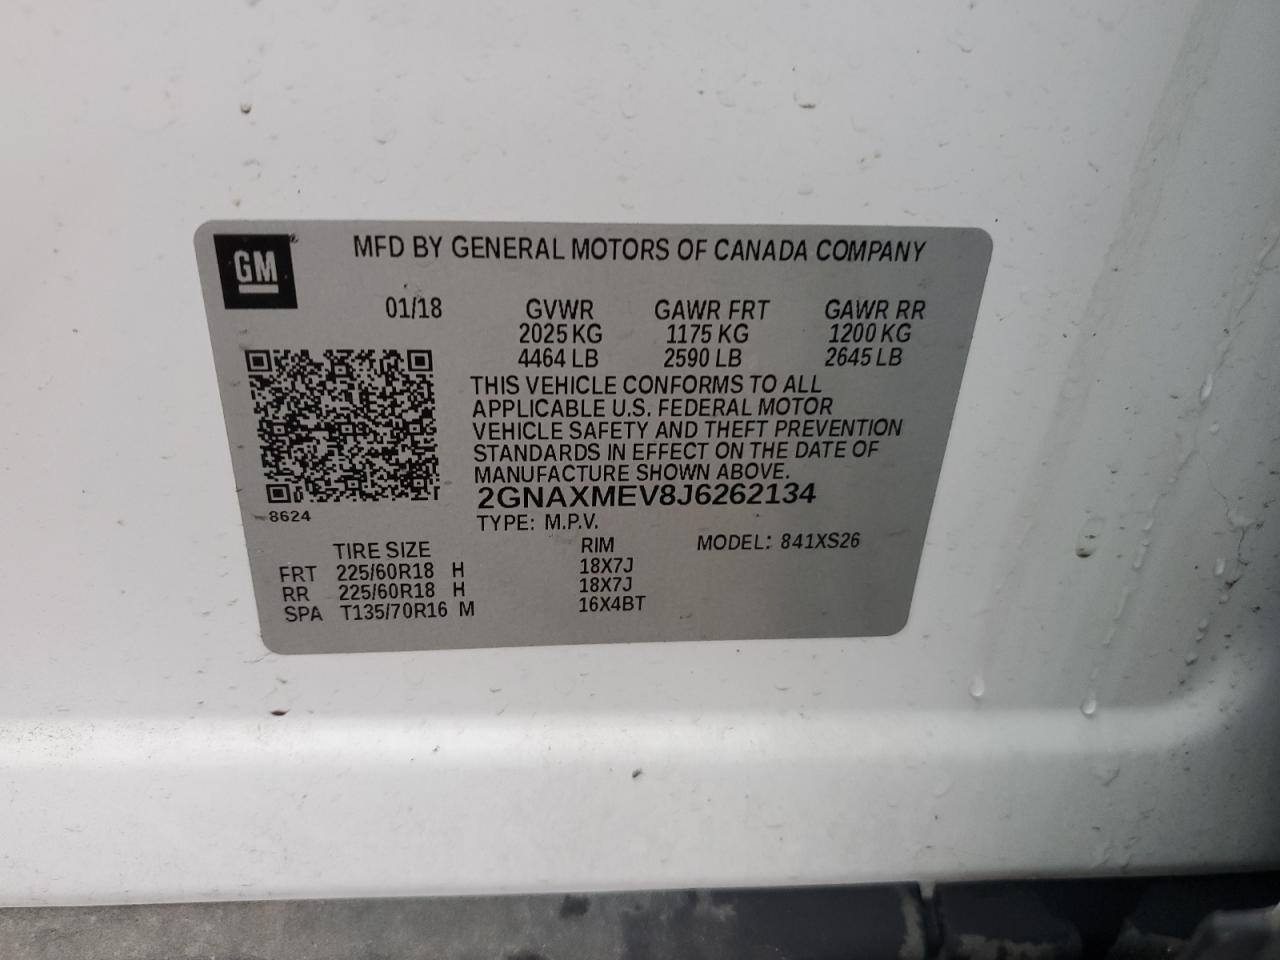 GM
MFD BY GENERAL MOTORS OF CANADA COMPANY
01/18 GVWR GAWR FRT GAWR RR
2025 KG 1175 KG 1200 KG
4464 LB 2590 LB 2645 LB
THIS VEHICLE CONFORMS TO ALL
APPLICABLE U.S. FEDERAL MOTOR
VEHICLE SAFETY AND THEFT PREVENTION
STANDARDS IN EFFECT ON THE DATE OF
MANUFACTURE SHOWN ABOVE.
2GNAXMEV8J6262134
8624
TYPE: M.P.V.
TIRE SIZE RIM MODEL: 841XS26
FRT 225/60R18 H 18X7J
RR 225/60R18 H 18X7J
SPA T135/70R16 M 16X4BT